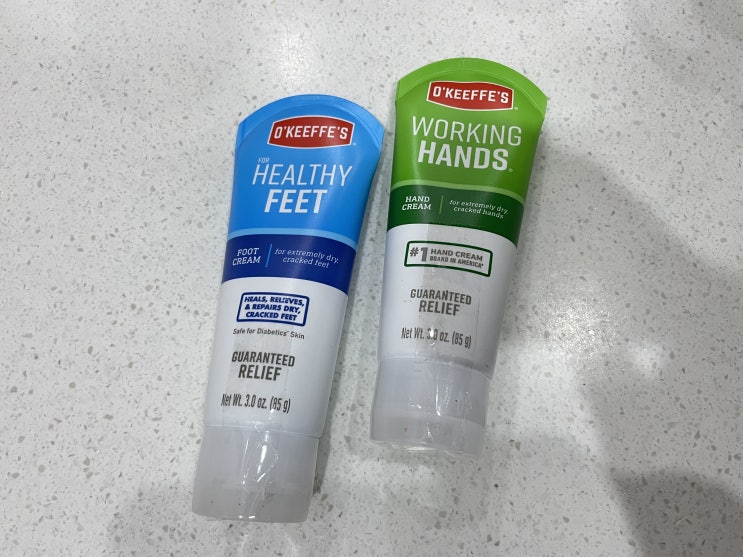 O'KEEFFE'S
FOR
HEALTHY
FEET
FOOT
CREAM
for extremely dry,
cracked feet
HEALS, RELIEVES,
& REPAIRS DRY,
CRACKED FEET
Safe for Diabetics' Skin
GUARANTEED
RELIEF
Net Wt. 3.0 oz. (85 g)
O'KEEFFE'S
WORKING
HANDS®
HAND
CREAM
for extremely dry,
cracked hands
#1 HAND CREAM
BRAND IN AMERICA*
GUARANTEED
RELIEF
Net Wt. 3.0 oz. (85 g)